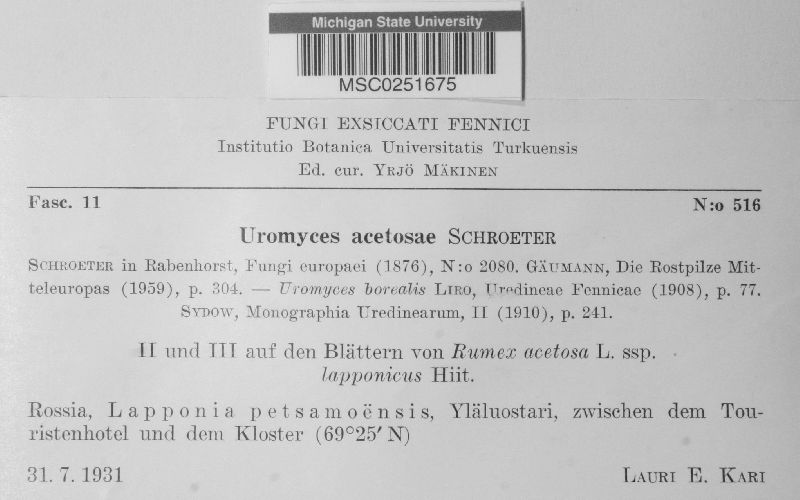 Michigan State University
MSC0251675
FUNGI EXSICCATI FENNICI
Institutio Botanica Universitatis Turkuensis
Ed. cur. YRJÖ MÄKINEN
Fasc. 11 N:o 516
Uromyces acetosae SCHROETER
SCHROETER in Rabenhorst, Fungi europaei (1876), N:o 2080. GÄUMANN, Die Rostpilze Mit-
teleuropas (1959), p. 304. — Uromyces borealis LIRO, Uredineae Fennicae (1908), p. 77.
SYDOW, Monographia Uredinearum, II (1910), p. 241.
II und III auf den Blättern von Rumex acetosa L. ssp.
lapponicus Hiit.
Rossia, Lapponia petsamoënsis, Yläluostari, zwischen dem Tou-
ristenhotel und dem Kloster (69°25′ N)
31. 7. 1931 LAURI E. KARI